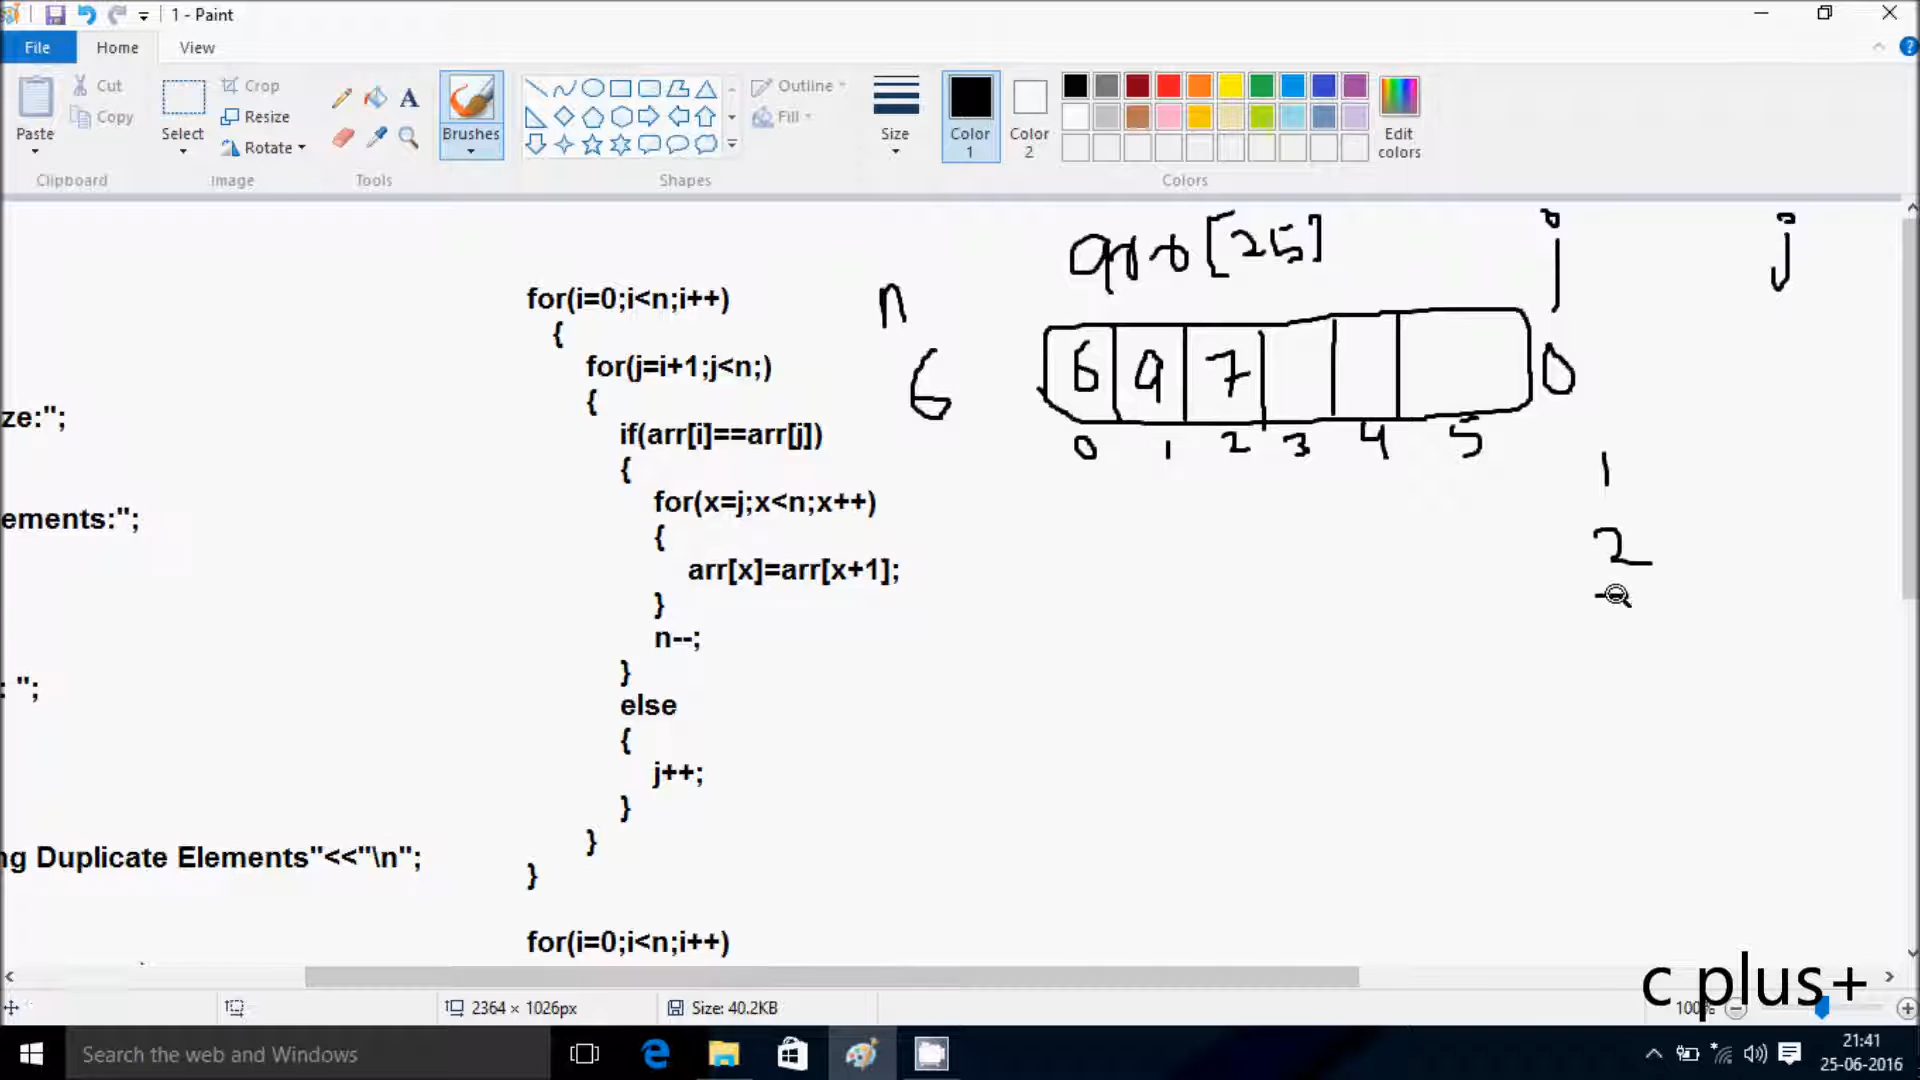 1 - Paint
File Home View
Cut
Copy
Paste
Clipboard
Select
Crop
Resize
Rotate
Image
Tools
Brushes
Shapes
Outline
Fill
Size
Color 1
Color 2
Edit colors
Colors
ze:";
ements:";
: ";
ng Duplicate Elements"<<"\n";
for(i=0;i<n;i++)
{
for(j=i+1;j<n;)
{
if(arr[i]==arr[j])
{
for(x=j;x<n;x++)
{
arr[x]=arr[x+1];
}
n--;
}
else
{
j++;
}
}
}
for(i=0;i<n;i++)
n
6
arr[25]
i j
6 9 7
0
0 1 2 3 4 5
1
2
c plus+
2364 × 1026px
Size: 40.2KB
100%
Search the web and Windows
21:41
25-06-2016